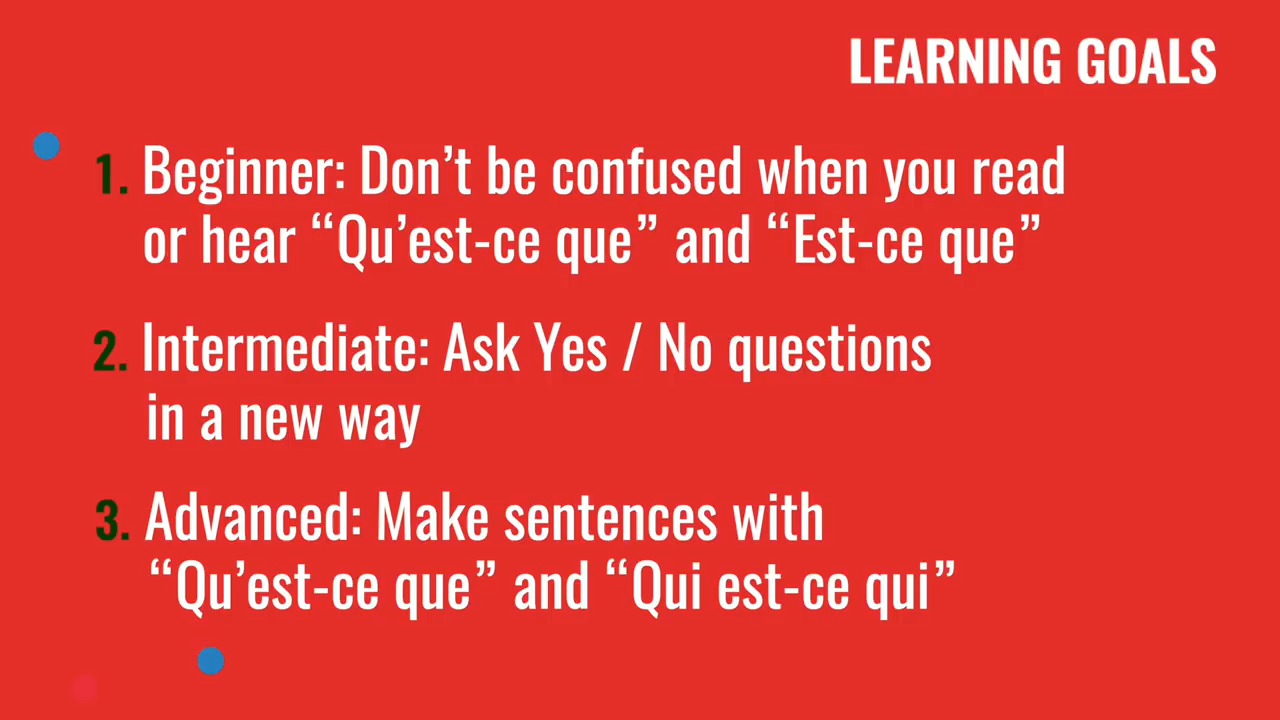 LEARNING GOALS
1. Beginner: Don’t be confused when you read
or hear “Qu’est-ce que” and “Est-ce que”
2. Intermediate: Ask Yes / No questions
in a new way
3. Advanced: Make sentences with
“Qu’est-ce que” and “Qui est-ce qui”